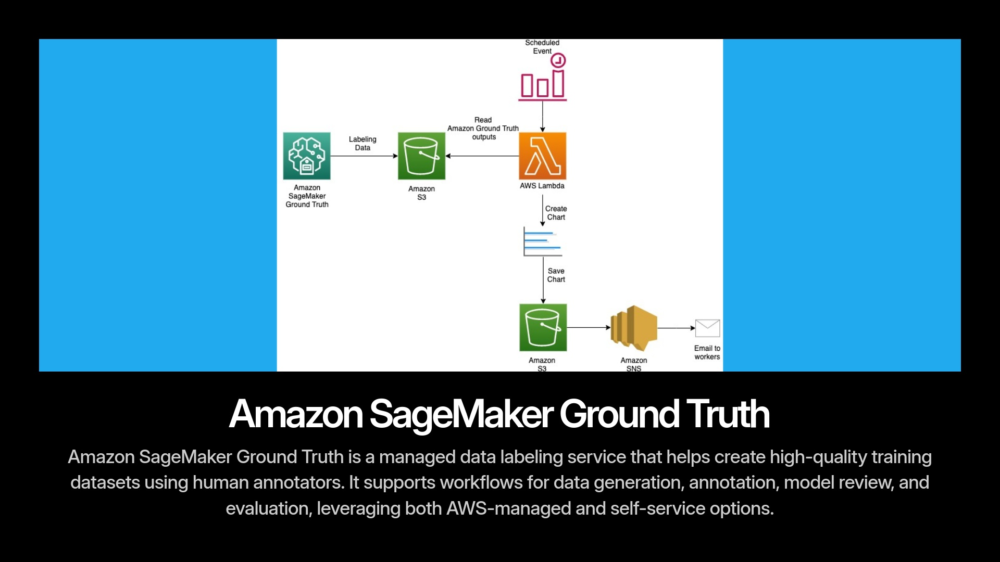 Scheduled
Event
Read
Amazon Ground Truth
outputs
Labeling
Data
Amazon
SageMaker
Ground Truth
Amazon
S3
AWS Lambda
Create
Chart
Save
Chart
Amazon
S3
Amazon
SNS
Email to
workers
Amazon SageMaker Ground Truth
Amazon SageMaker Ground Truth is a managed data labeling service that helps create high-quality training
datasets using human annotators. It supports workflows for data generation, annotation, model review, and
evaluation, leveraging both AWS-managed and self-service options.